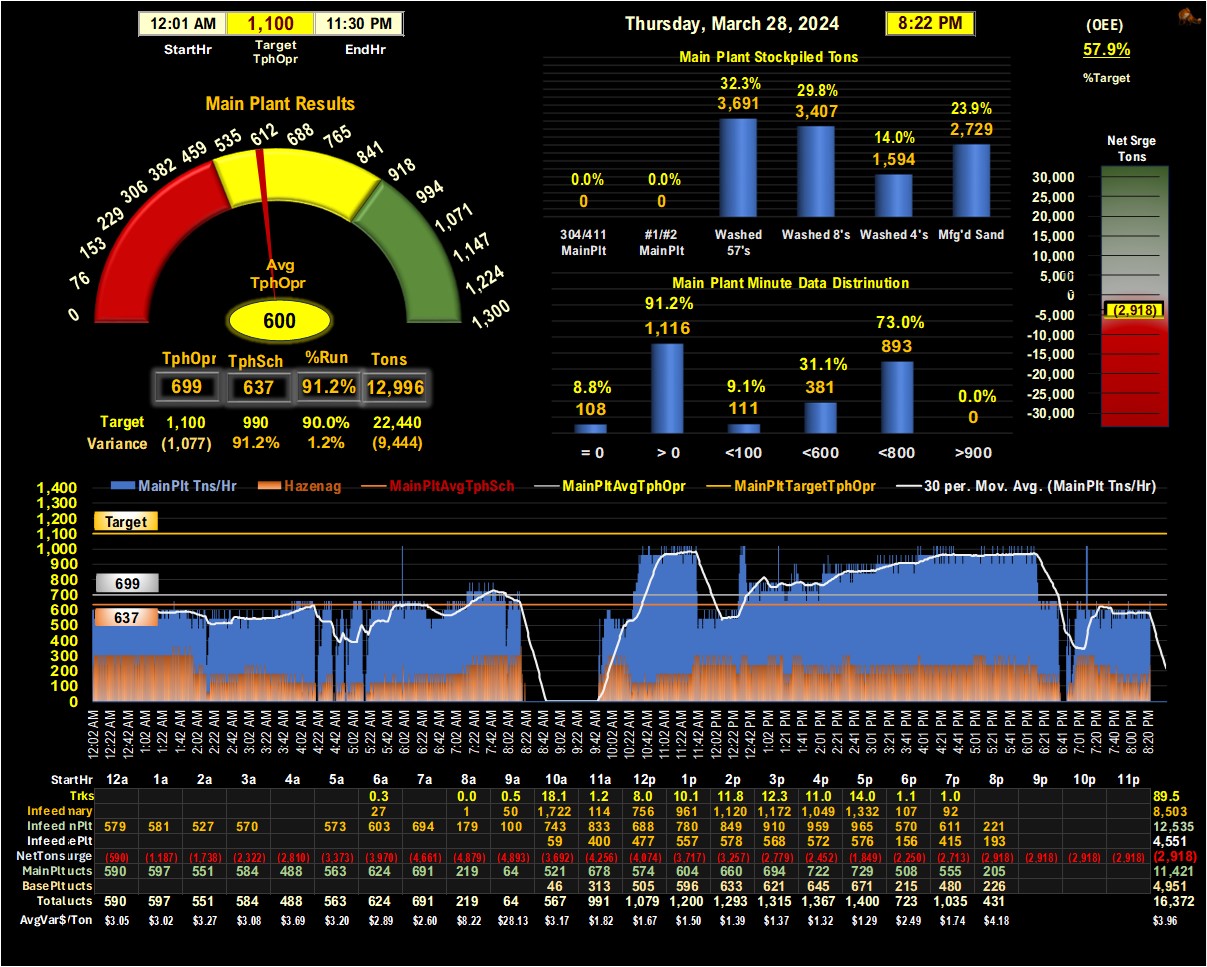 12:01 AM 1,100 11:30 PM
StartHr Target TphOpr EndHr
Thursday, March 28, 2024 8:22 PM
(OEE)
57.9%
%Target
Main Plant Results
0 76 153 229 306 382 459 535 612 688 765 841 918 994 1,071 1,147 1,224 1,300
Avg
TphOpr
600
TphOpr TphSch %Run Tons
699 637 91.2% 12,996
Target 1,100 990 90.0% 22,440
Variance (1,077) 91.2% 1.2% (9,444)
Main Plant Stockpiled Tons
0.0% 0.0% 32.3% 29.8% 14.0% 23.9%
0 0 3,691 3,407 1,594 2,729
304/411 MainPlt #1/#2 MainPlt Washed 57's Washed 8's Washed 4's Mfg'd Sand
Main Plant Minute Data Distrinution
8.8% 91.2% 9.1% 31.1% 73.0% 0.0%
108 1,116 111 381 893 0
= 0 > 0 <100 <600 <800 >900
Net Srge
Tons
30,000
25,000
20,000
15,000
10,000
5,000
0
(2,918)
-5,000
-10,000
-15,000
-20,000
-25,000
-30,000
MainPlt Tns/Hr Hazenag MainPltAvgTphSch MainPltAvgTphOpr MainPltTargetTphOpr 30 per. Mov. Avg. (MainPlt Tns/Hr)
1,400
1,300
1,200
1,100
1,000
900
800
700
600
500
400
300
200
100
0
Target
699
637
12:02 AM 12:22 AM 12:42 AM 1:02 AM 1:22 AM 1:42 AM 2:02 AM 2:22 AM 2:42 AM 3:02 AM 3:22 AM 3:42 AM 4:02 AM 4:22 AM 4:42 AM 5:02 AM 5:22 AM 5:42 AM 6:02 AM 6:22 AM 6:42 AM 7:02 AM 7:22 AM 7:42 AM 8:02 AM 8:22 AM 8:42 AM 9:02 AM 9:22 AM 9:42 AM 10:02 AM 10:22 AM 10:42 AM 11:02 AM 11:22 AM 11:42 AM 12:02 PM 12:22 PM 12:42 PM 1:02 PM 1:21 PM 1:41 PM 2:01 PM 2:21 PM 2:41 PM 3:01 PM 3:21 PM 3:41 PM 4:01 PM 4:21 PM 4:41 PM 5:01 PM 5:21 PM 5:41 PM 6:01 PM 6:21 PM 6:41 PM 7:01 PM 7:20 PM 7:40 PM 8:00 PM 8:20 PM
StartHr 12a 1a 2a 3a 4a 5a 6a 7a 8a 9a 10a 11a 12p 1p 2p 3p 4p 5p 6p 7p 8p 9p 10p 11p
Trks 0.3 0.0 0.5 18.1 1.2 8.0 10.1 11.8 12.3 11.0 14.0 1.1 1.0 89.5
Infeed nary 27 1 50 1,722 114 756 961 1,120 1,172 1,049 1,332 107 92 8,503
Infeed nPlt 579 581 527 570 573 603 694 179 100 743 833 688 780 849 910 959 965 570 611 221 12,535
Infeed ePlt 59 400 477 557 578 568 572 576 156 415 193 4,551
NetTons urge (590) (1,187) (1,738) (2,322) (2,810) (3,373) (3,970) (4,661) (4,879) (4,893) (3,692) (4,256) (4,074) (3,717) (3,257) (2,779) (2,452) (1,849) (2,250) (2,713) (2,918) (2,918) (2,918) (2,918) (2,918)
MainPlt ucts 590 597 551 584 488 563 624 691 219 64 521 678 574 604 660 694 722 729 508 555 205 11,421
BasePlt ucts 46 313 505 596 633 621 645 671 215 480 226 4,951
Total ucts 590 597 551 584 488 563 624 691 219 64 567 991 1,079 1,200 1,293 1,315 1,367 1,400 723 1,035 431 16,372
AvgVar$/Ton $3.05 $3.02 $3.27 $3.08 $3.69 $3.20 $2.89 $2.60 $8.22 $28.13 $3.17 $1.82 $1.67 $1.50 $1.39 $1.37 $1.32 $1.29 $2.49 $1.74 $4.18 $3.96